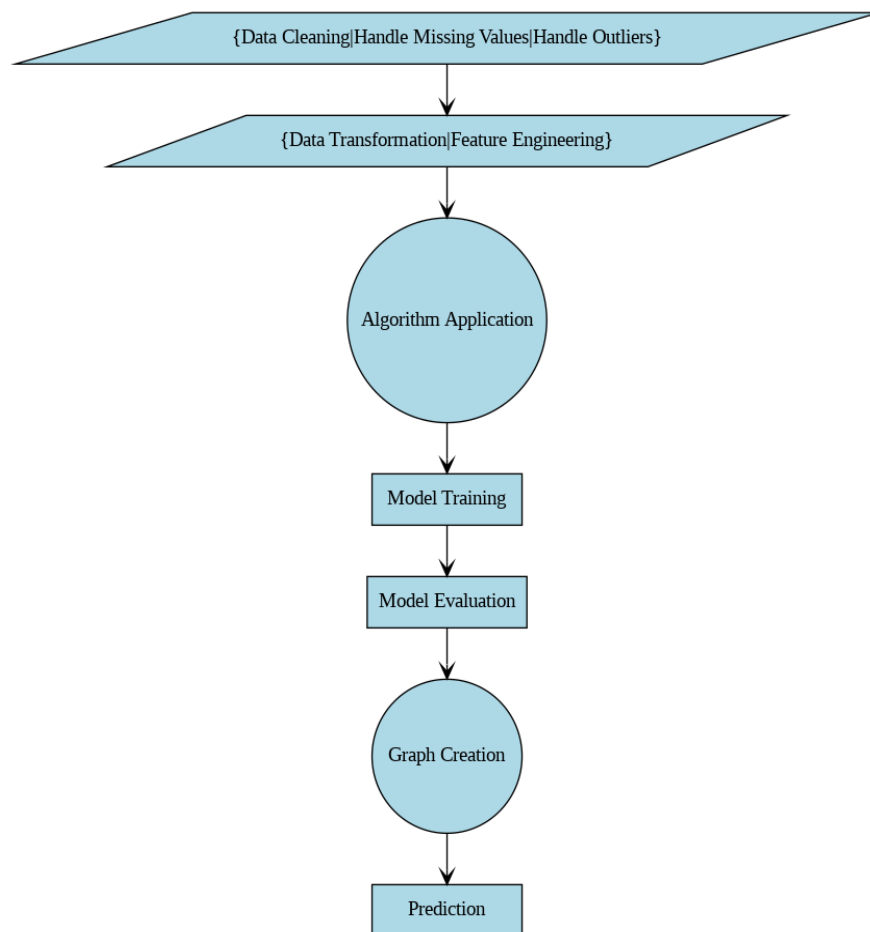 {Data Cleaning|Handle Missing Values|Handle Outliers}
{Data Transformation|Feature Engineering}
Algorithm Application
Model Training
Model Evaluation
Graph Creation
Prediction